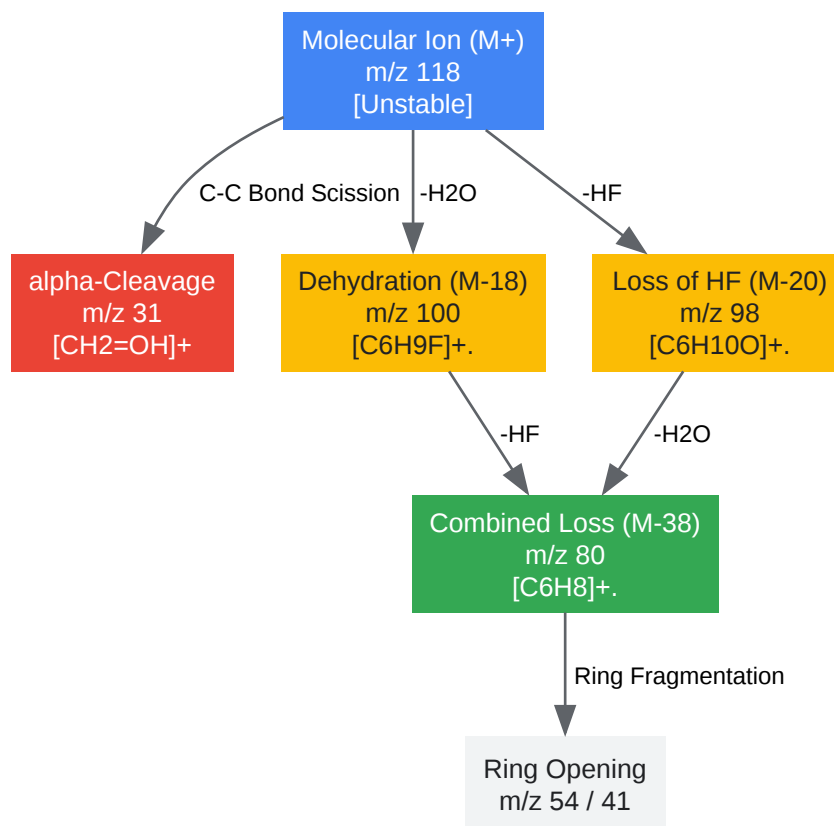 Molecular Ion (M+)
m/z 118
[Unstable]
C-C Bond Scission
-H2O
-HF
alpha-Cleavage
m/z 31
[CH2=OH]+
Dehydration (M-18)
m/z 100
[C6H9F]+.
Loss of HF (M-20)
m/z 98
[C6H10O]+.
-HF
-H2O
Combined Loss (M-38)
m/z 80
[C6H8]+.
Ring Fragmentation
Ring Opening
m/z 54 / 41